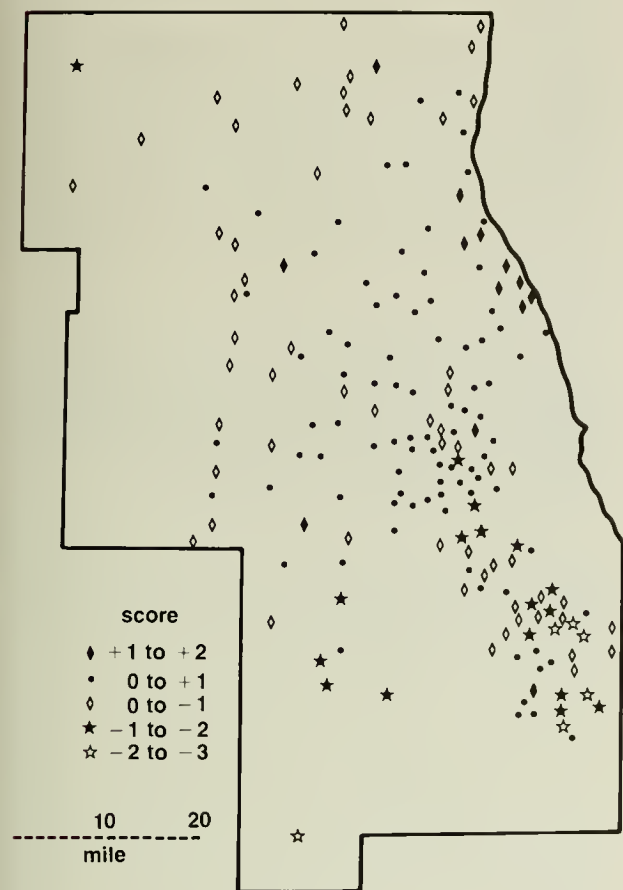 score
+1 to +2
0 to +1
0 to −1
−1 to −2
−2 to −3
10 20
mile